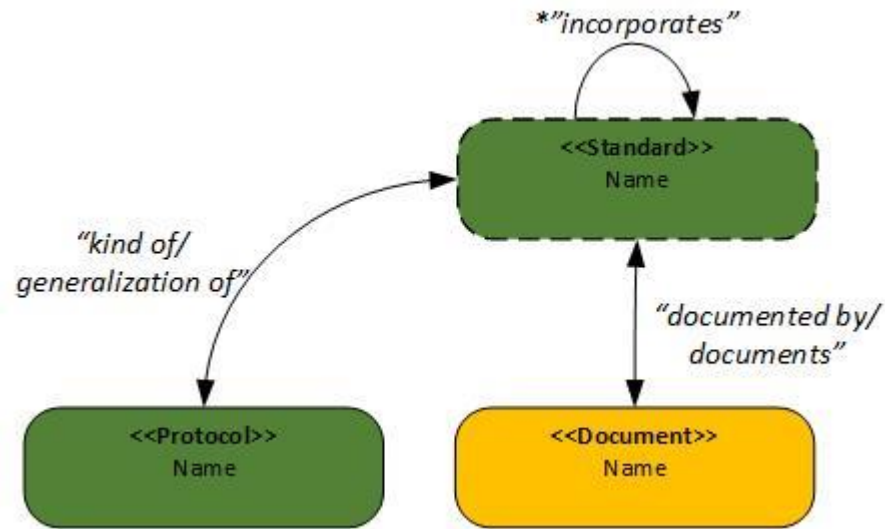 *”incorporates”
<<Standard>>
Name
“kind of/
generalization of”
“documented by/
documents”
<<Protocol>>
Name
<<Document>>
Name